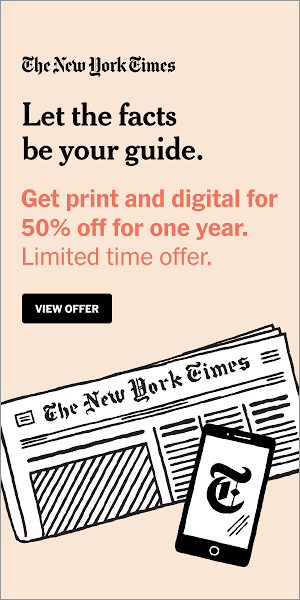 The New York Times
Let the facts
be your guide.
Get print and digital for
50% off for one year.
Limited time offer.
VIEW OFFER
The New York Times
T